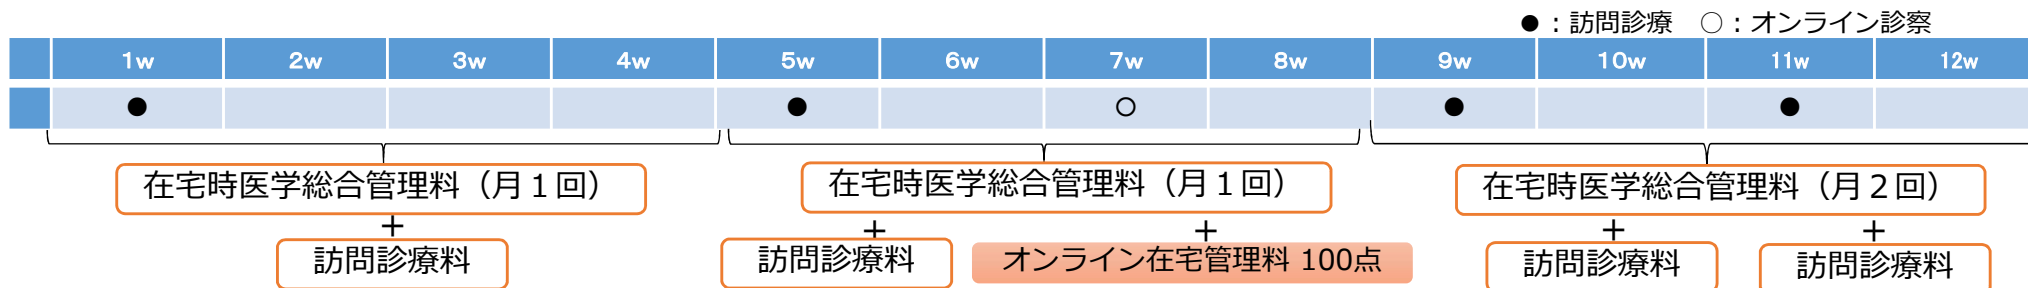 ●：訪問診療　○：オンライン診察
1w 2w 3w 4w 5w 6w 7w 8w 9w 10w 11w 12w
● ● ○ ● ●
在宅時医学総合管理料（月１回） 在宅時医学総合管理料（月１回） 在宅時医学総合管理料（月２回）
+ + + + +
訪問診療料 訪問診療料 オンライン在宅管理料 100点 訪問診療料 訪問診療料